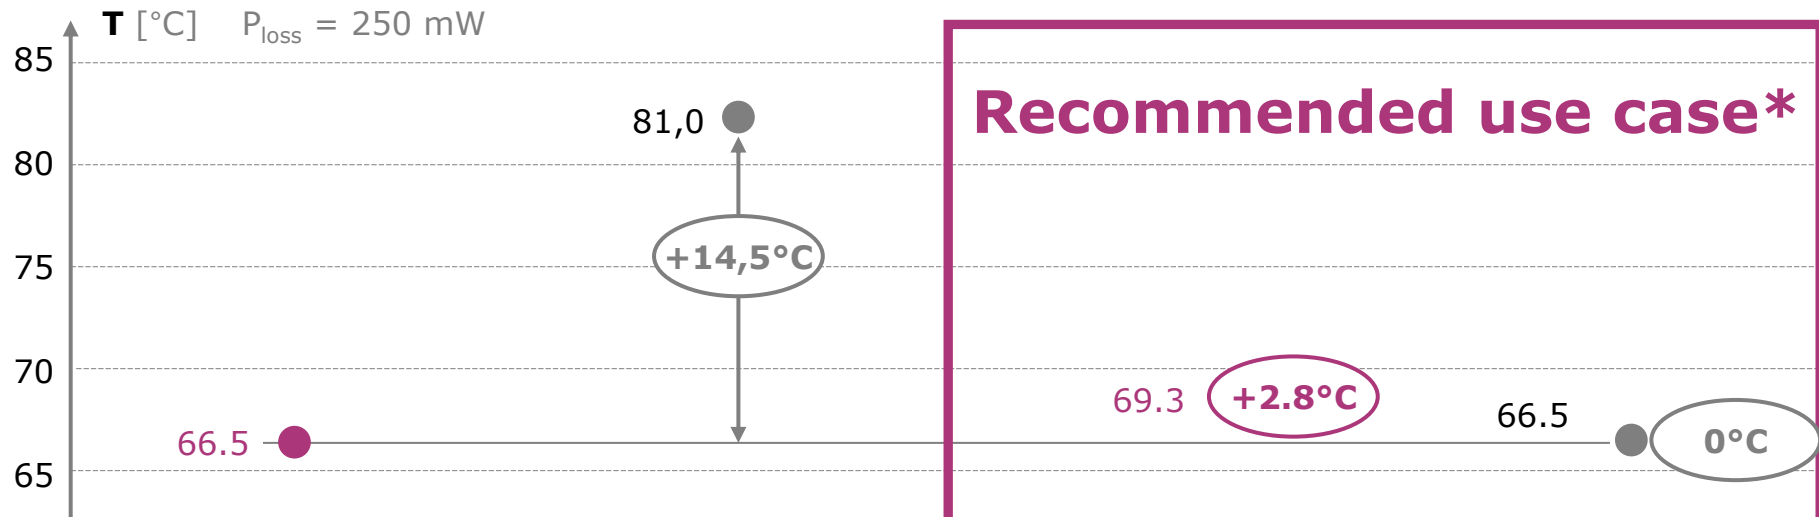 T [°C] P_loss = 250 mW
85
Recommended use case*
81,0
80
+14,5°C
75
70
69.3 +2.8°C
66.5
66.5
0°C
65